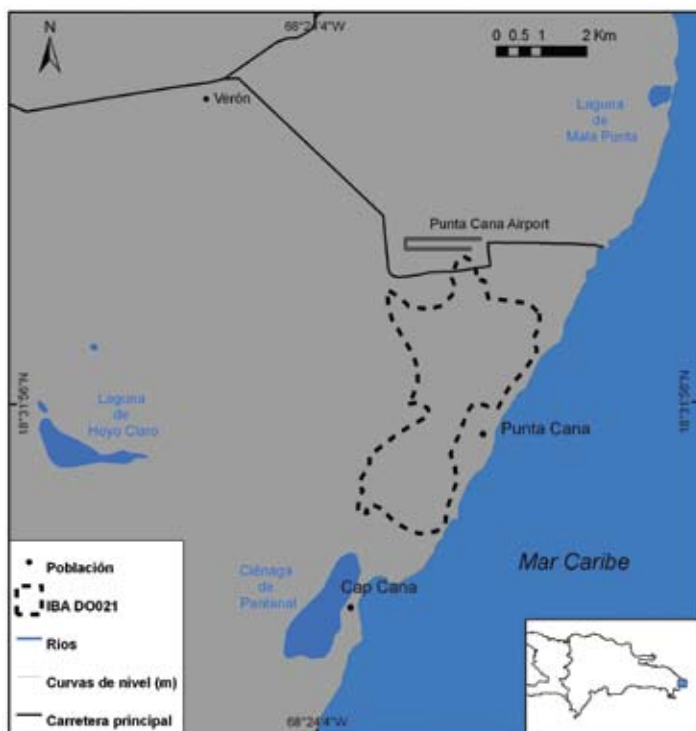 N
68°24'4"W
0 0.5 1 2 Km
Verón
Laguna
de
Mala Punta
Punta Cana Airport
18°31'56"N
18°31'56"N
Laguna
de
Hoyo Claro
Punta Cana
Mar Caribe
Ciénaga
de
Pantanal
Cap Cana
Población
IBA DO021
Ríos
Curvas de nivel (m)
Carretera principal
68°24'4"W